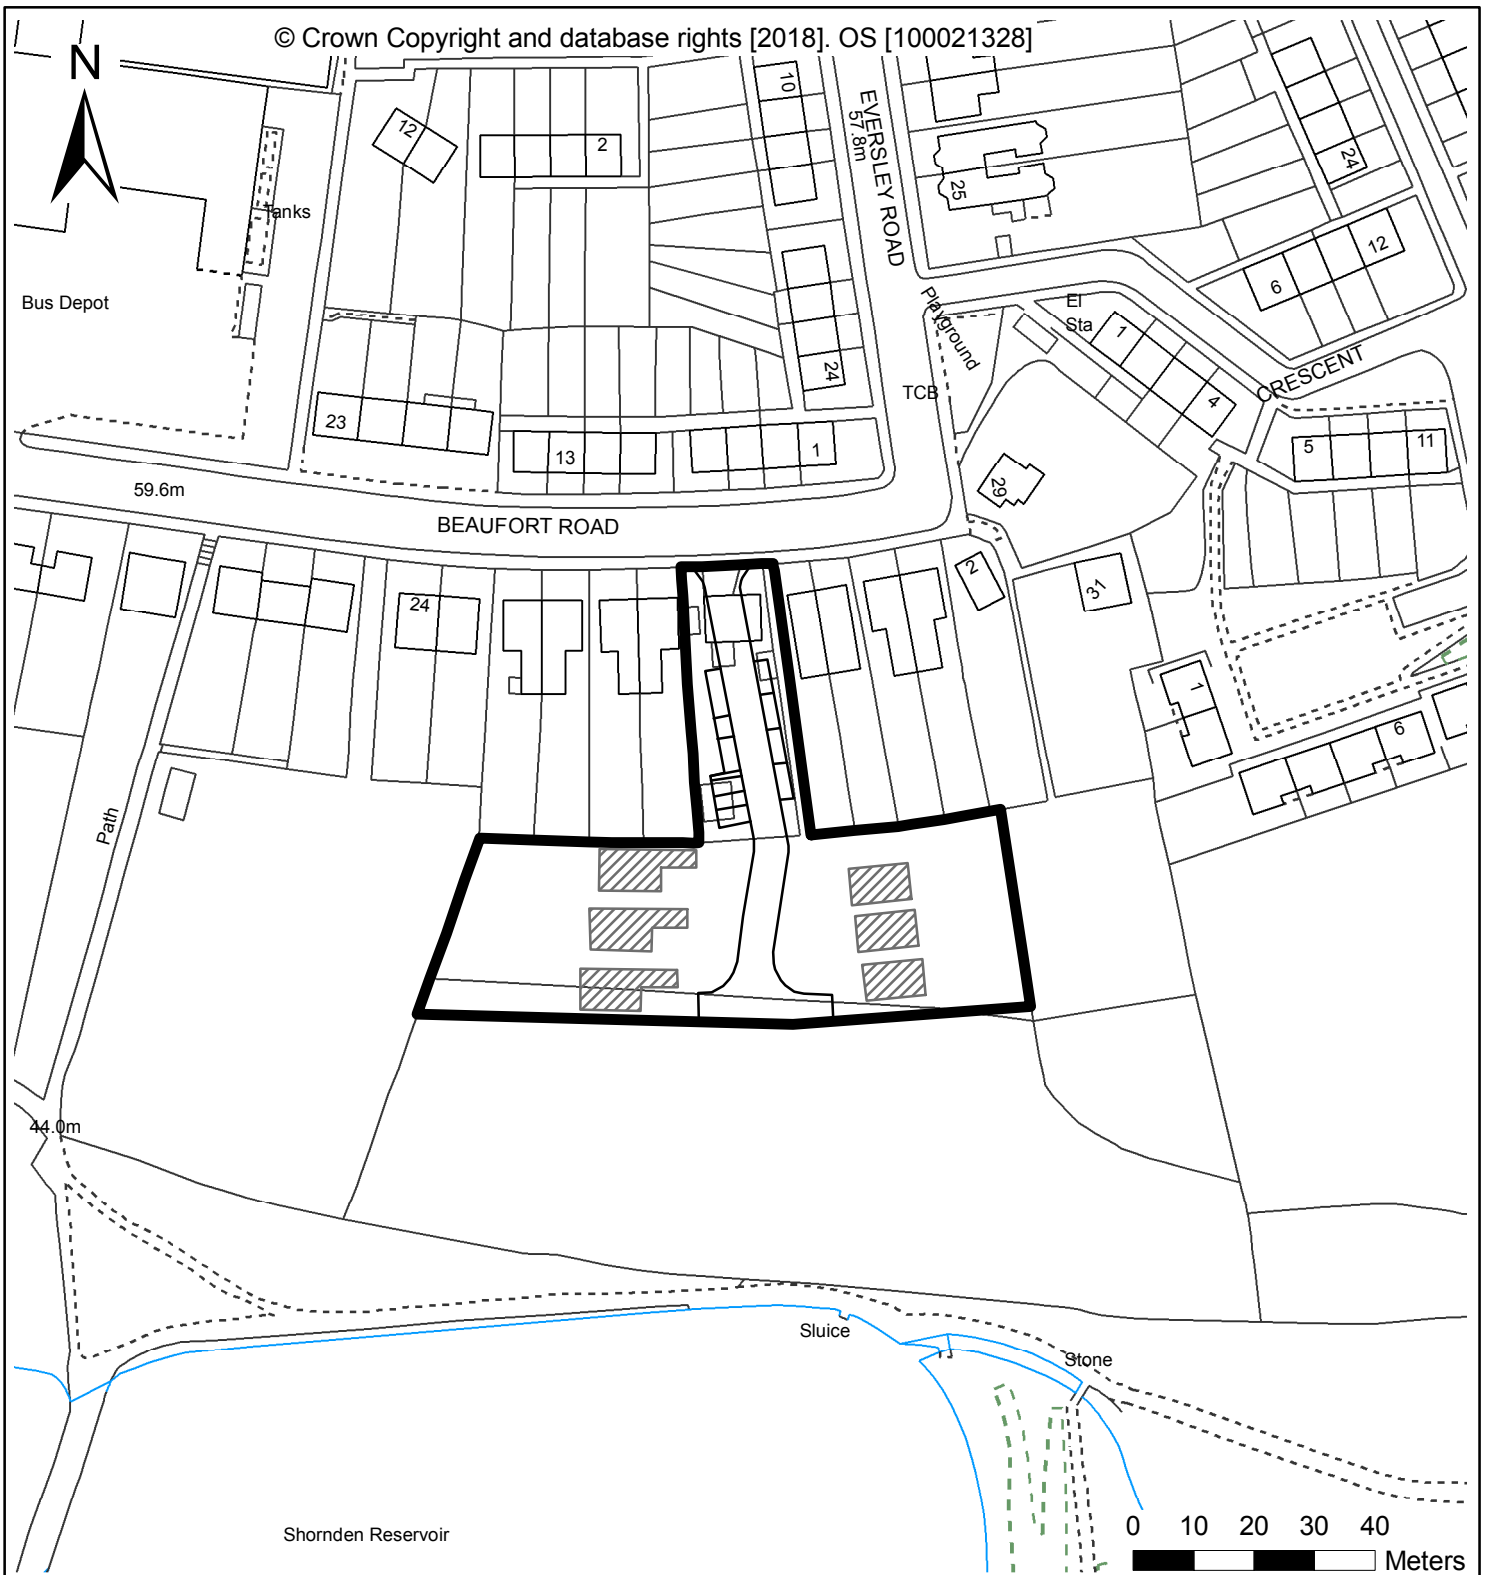 © Crown Copyright and database rights [2018]. OS [100021328]
N
10
EVERSLEY ROAD
57.8m
12
2
25
24
Tanks
12
6
Bus Depot
Playground
El
Sta
1
24
TCB
CRESCENT
4
23
13
1
5
11
29
59.6m
BEAUFORT ROAD
2
31
24
1
6
Path
44.0m
Sluice
Stone
Shornden Reservoir
0 10 20 30 40
Meters